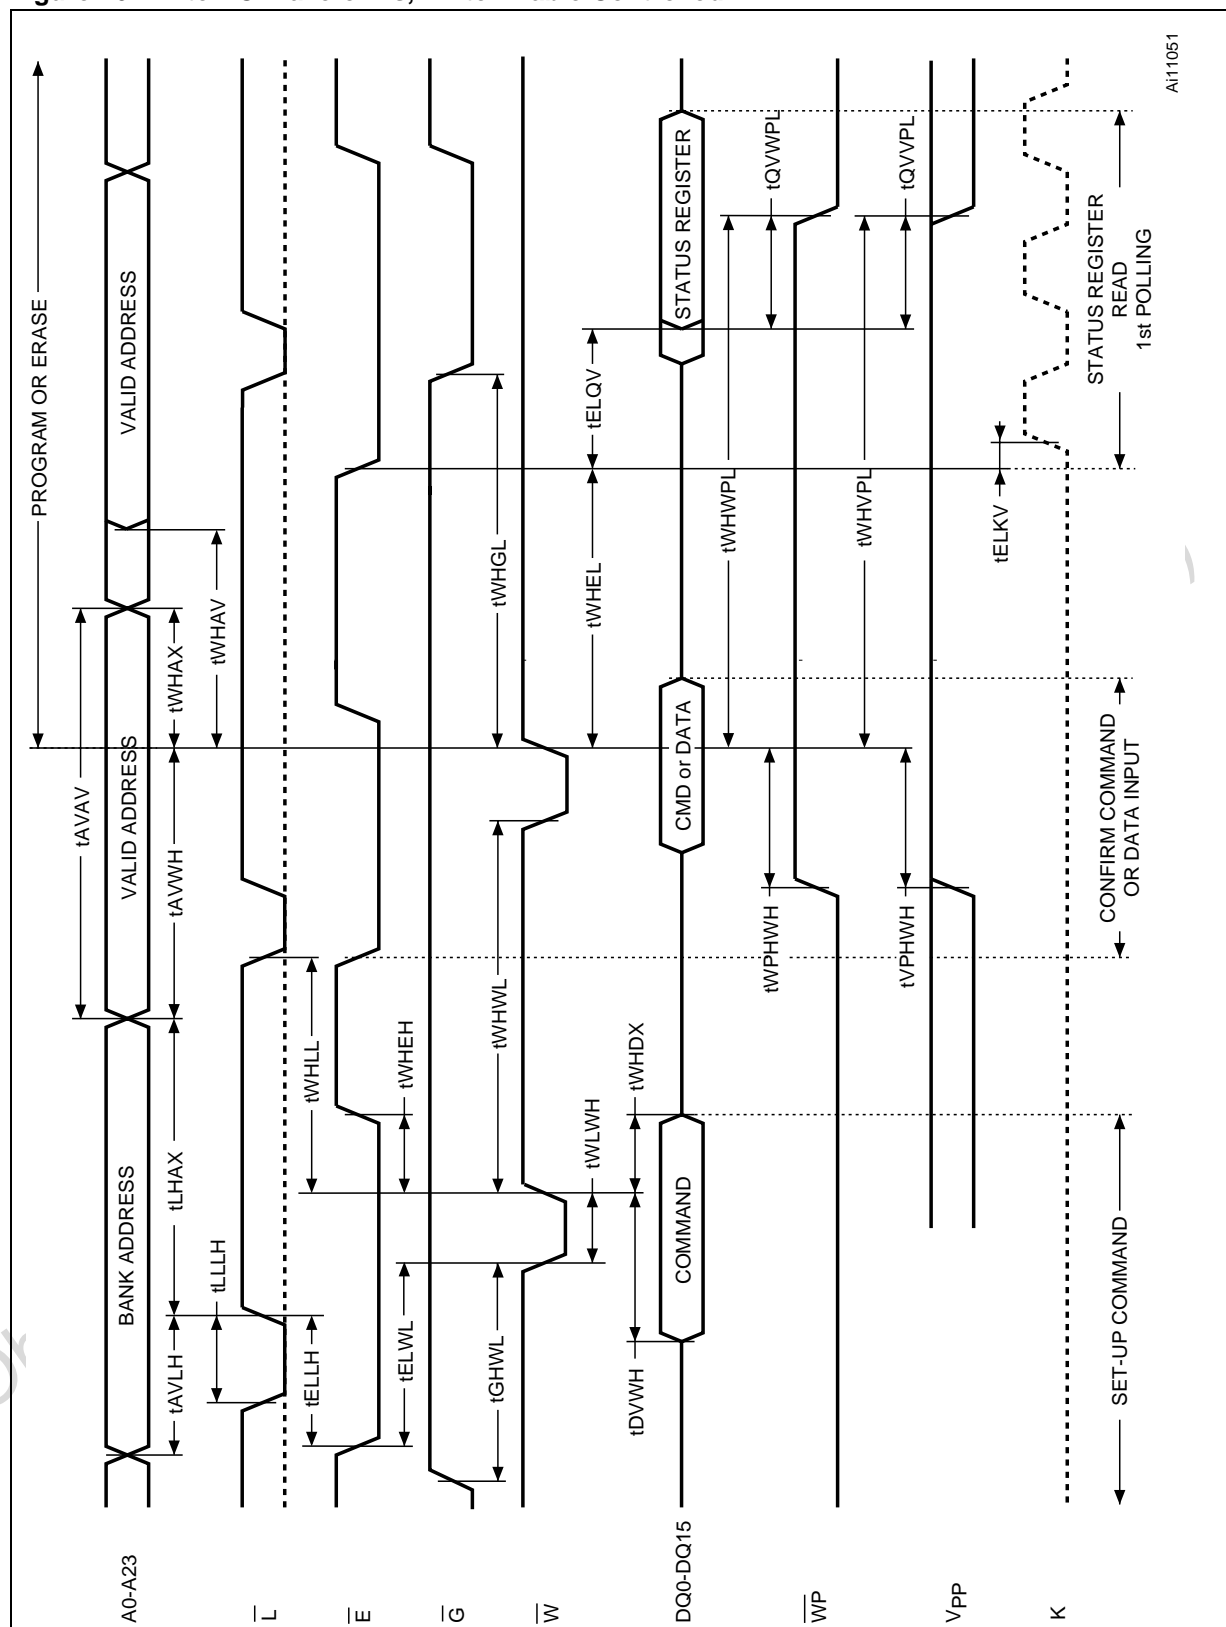 PROGRAM OR ERASE
A0-A23
BANK ADDRESS
VALID ADDRESS
VALID ADDRESS
tAVAV
tAVLH
tLHAX
tAVWH
tWHAX
tWHAV
tLLLH
L
tELLH
tWHLL
E
tELWL
tWHEH
G
tGHWL
tWHWL
tWHGL
W
tWLWH
tWHEL
tELQV
tDVWH
tWHDX
DQ0-DQ15
COMMAND
CMD or DATA
STATUS REGISTER
tWHWPL
tWPHWH
tQVWPL
WP
tWHVPL
tVPHWH
tQVVPL
VPP
tELKV
K
SET-UP COMMAND
CONFIRM COMMAND
OR DATA INPUT
STATUS REGISTER
READ
1st POLLING
Ai11051